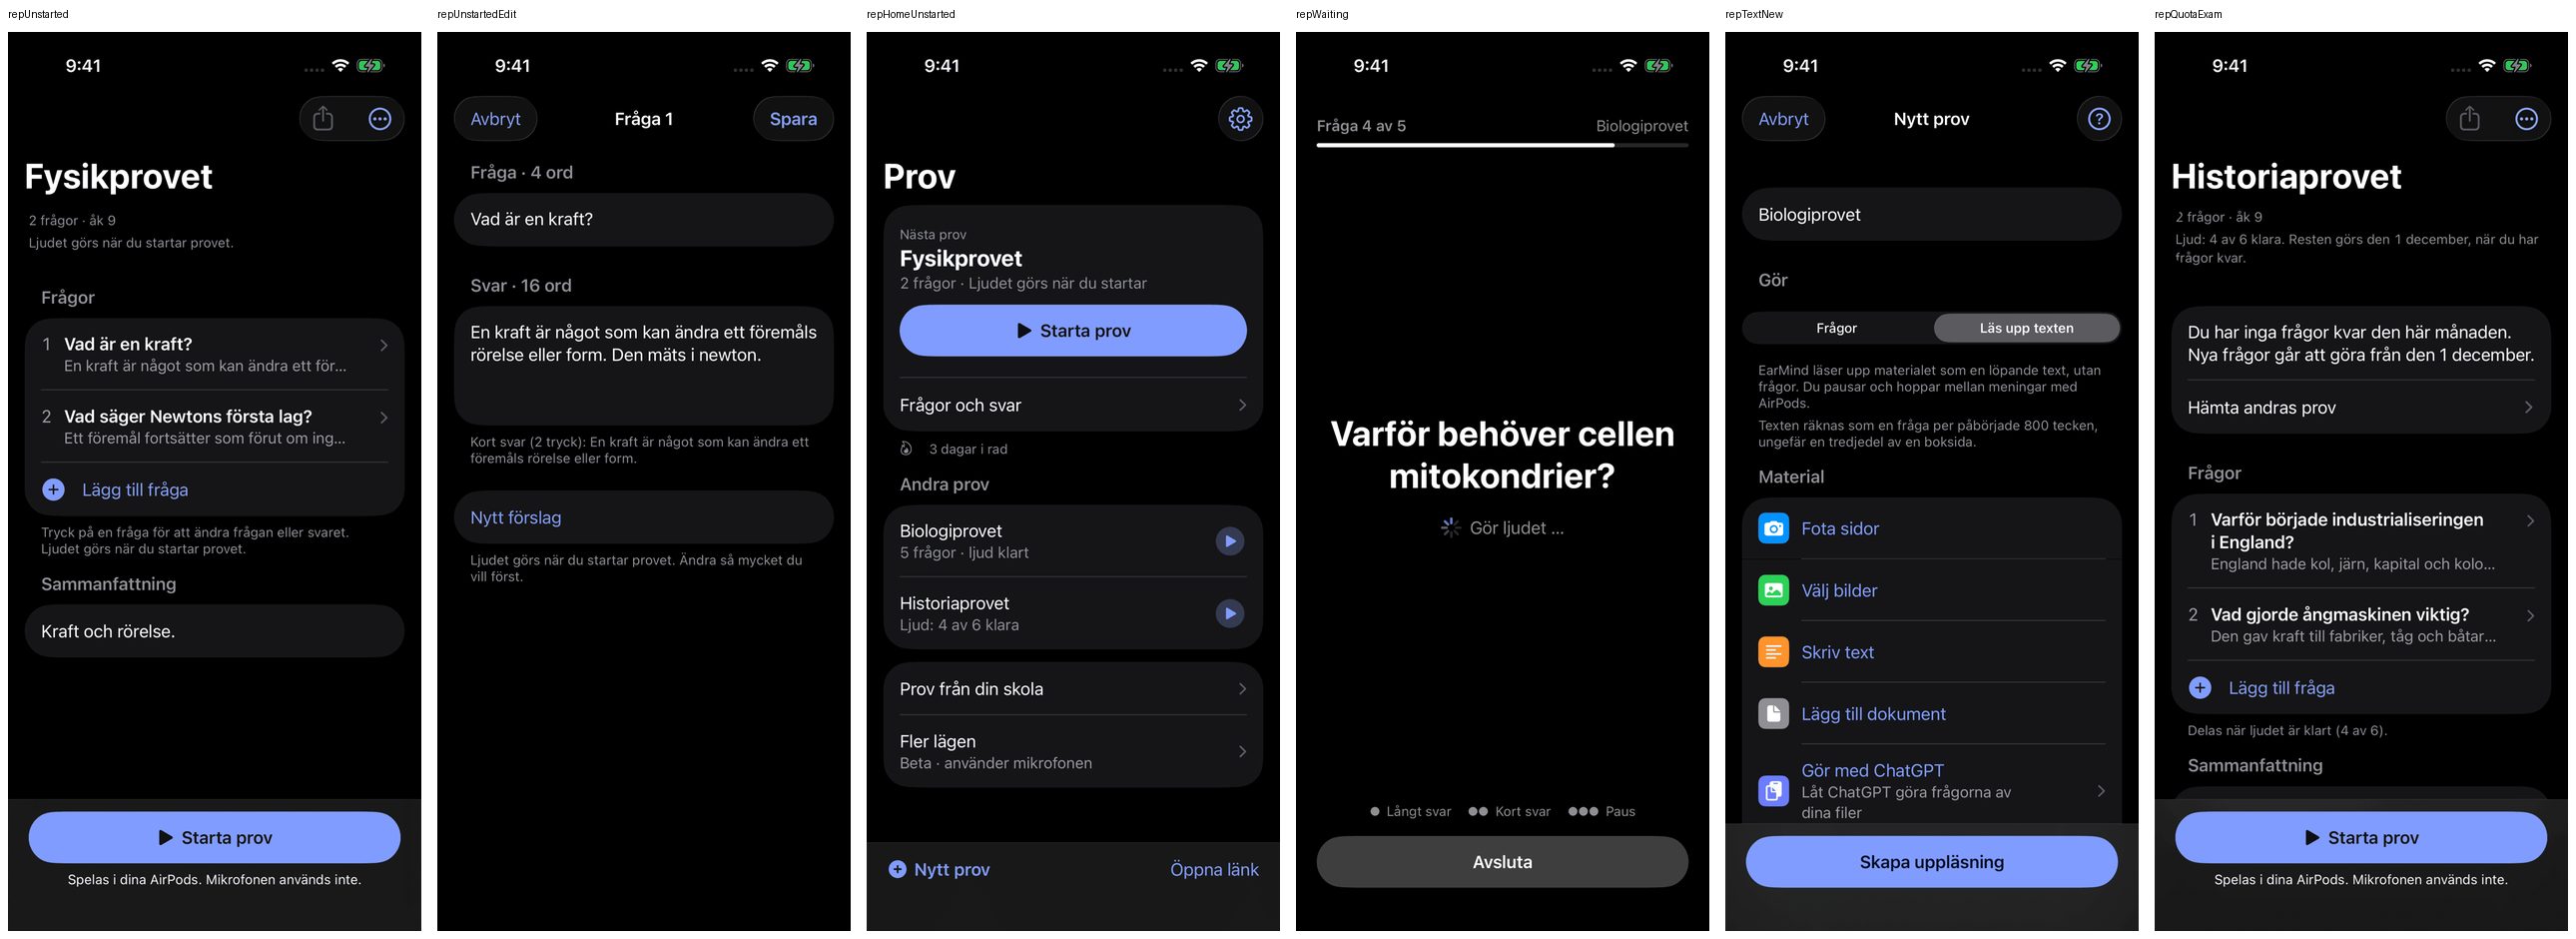 repUnstarted
9:41
Fysikprovet
2 frågor · åk 9
Ljudet görs när du startar provet.
Frågor
1 Vad är en kraft?
En kraft är något som kan ändra ett för...
2 Vad säger Newtons första lag?
Ett föremål fortsätter som förut om ing...
Lägg till fråga
Tryck på en fråga för att ändra frågan eller svaret.
Ljudet görs när du startar provet.
Sammanfattning
Kraft och rörelse.
Starta prov
Spelas i dina AirPods. Mikrofonen används inte.
repUnstartedEdit
9:41
Avbryt
Fråga 1
Spara
Fråga · 4 ord
Vad är en kraft?
Svar · 16 ord
En kraft är något som kan ändra ett föremåls
rörelse eller form. Den mäts i newton.
Kort svar (2 tryck): En kraft är något som kan ändra ett
föremåls rörelse eller form.
Nytt förslag
Ljudet görs när du startar provet. Ändra så mycket du
vill först.
repHomeUnstarted
9:41
Prov
Nästa prov
Fysikprovet
2 frågor · Ljudet görs när du startar
Starta prov
Frågor och svar
3 dagar i rad
Andra prov
Biologiprovet
5 frågor · ljud klart
Historiaprovet
Ljud: 4 av 6 klara
Prov från din skola
Fler lägen
Beta · använder mikrofonen
Nytt prov
Öppna länk
repWaiting
9:41
Fråga 4 av 5
Biologiprovet
Varför behöver cellen
mitokondrier?
Gör ljudet ...
Långt svar
Kort svar
Paus
Avsluta
repTextNew
9:41
Avbryt
Nytt prov
?
Biologiprovet
Gör
Frågor
Läs upp texten
EarMind läser upp materialet som en löpande text, utan
frågor. Du pausar och hoppar mellan meningar med
AirPods.
Texten räknas som en fråga per påbörjade 800 tecken,
ungefär en tredjedel av en boksida.
Material
Fota sidor
Välj bilder
Skriv text
Lägg till dokument
Gör med ChatGPT
Låt ChatGPT göra frågorna av
dina filer
Skapa uppläsning
repQuotaExam
9:41
Historiaprovet
2 frågor · åk 9
Ljud: 4 av 6 klara. Resten görs den 1 december, när du har
frågor kvar.
Du har inga frågor kvar den här månaden.
Nya frågor går att göra från den 1 december.
Hämta andras prov
Frågor
1 Varför började industrialiseringen
i England?
England hade kol, järn, kapital och kolo...
2 Vad gjorde ångmaskinen viktig?
Den gav kraft till fabriker, tåg och båtar...
Lägg till fråga
Delas när ljudet är klart (4 av 6).
Sammanfattning
Starta prov
Spelas i dina AirPods. Mikrofonen används inte.